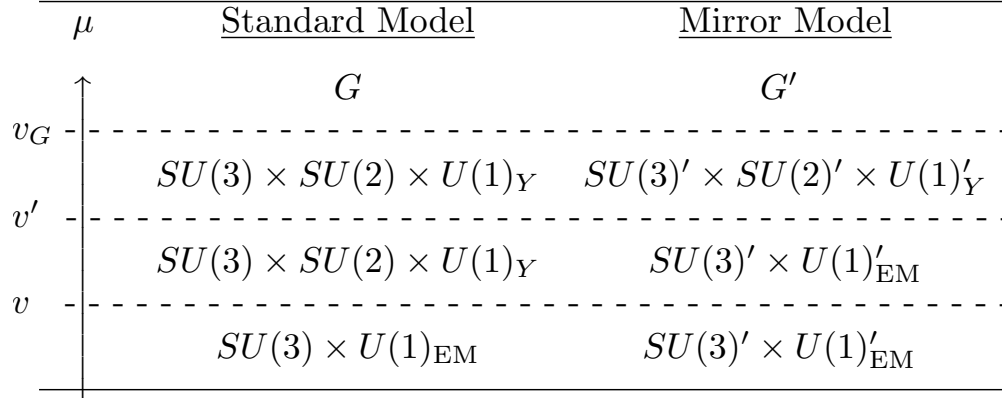 μ Standard Model Mirror Model
G G′
v_G
SU(3) × SU(2) × U(1)_Y SU(3)′ × SU(2)′ × U(1)′_Y
v′
SU(3) × SU(2) × U(1)_Y SU(3)′ × U(1)′_EM
v
SU(3) × U(1)_EM SU(3)′ × U(1)′_EM